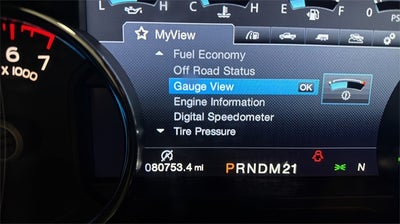 L H E F C H PS
MyView
Fuel Economy
Off Road Status
Gauge View OK
Engine Information
Digital Speedometer
Tire Pressure
6 7
x 1000
080753.4 mi PRNDM21 N